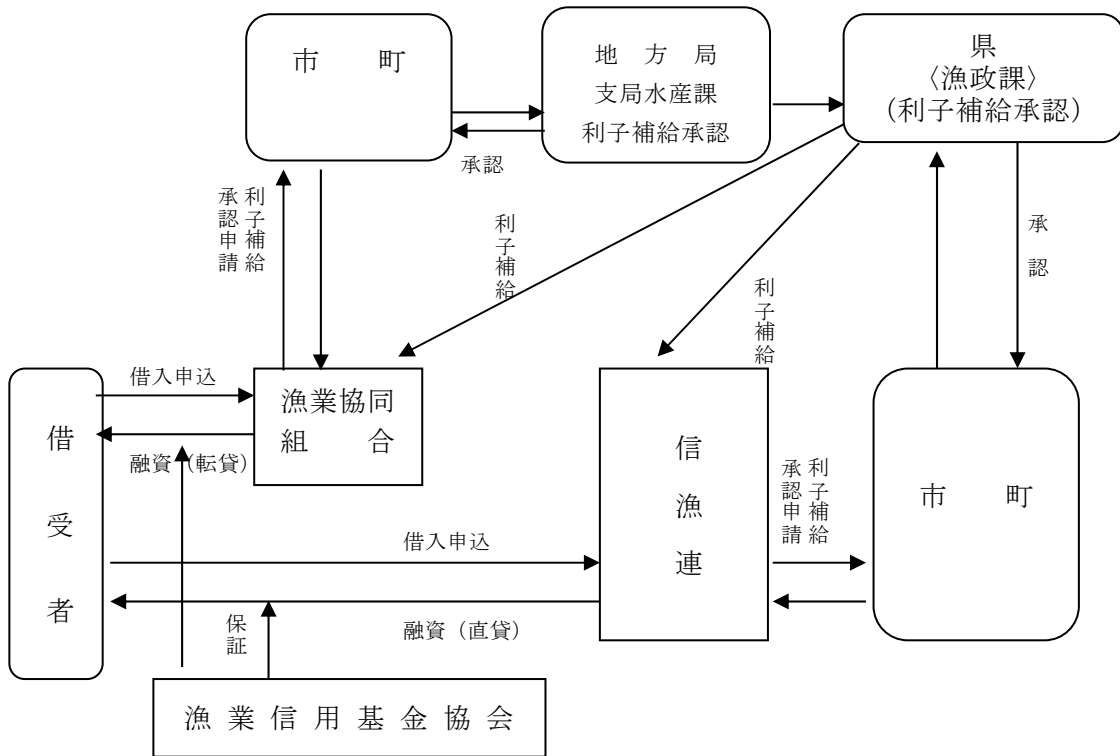 市　　町
地　方　局
支局水産課
利子補給承認
県
〈漁政課〉
（利子補給承認）
承認
利子補給
承認申請
利子補給
利子補給
承　認
借受者
借入申込
融資（転貸）
漁業協同
組　　合
信漁連
利子補給
承認申請
市　　町
借入申込
融資（直貸）
保証
漁業信用基金協会